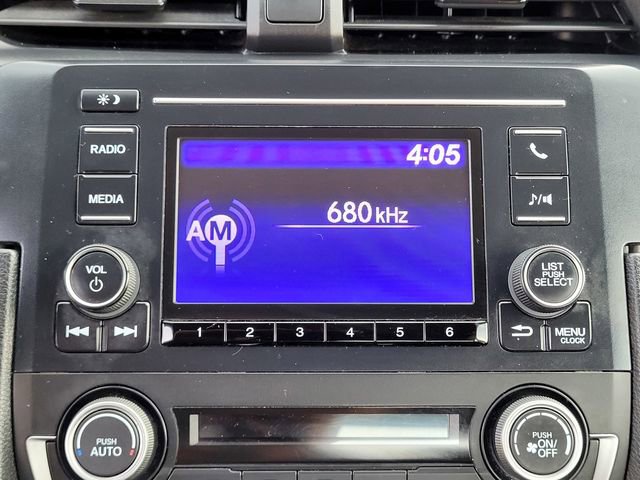 RADIO
MEDIA
4:05
AM
680 kHz
VOL
LIST
PUSH
SELECT
1 2 3 4 5 6
MENU
CLOCK
PUSH
AUTO
PUSH
ON/
OFF